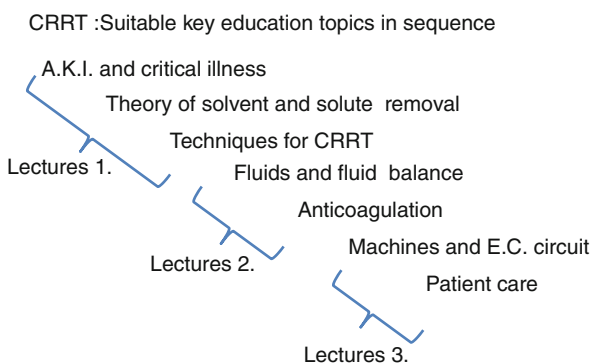 CRRT :Suitable key education topics in sequence
A.K.I. and critical illness
Theory of solvent and solute removal
Techniques for CRRT
Lectures 1.
Fluids and fluid balance
Anticoagulation
Machines and E.C. circuit
Lectures 2.
Patient care
Lectures 3.